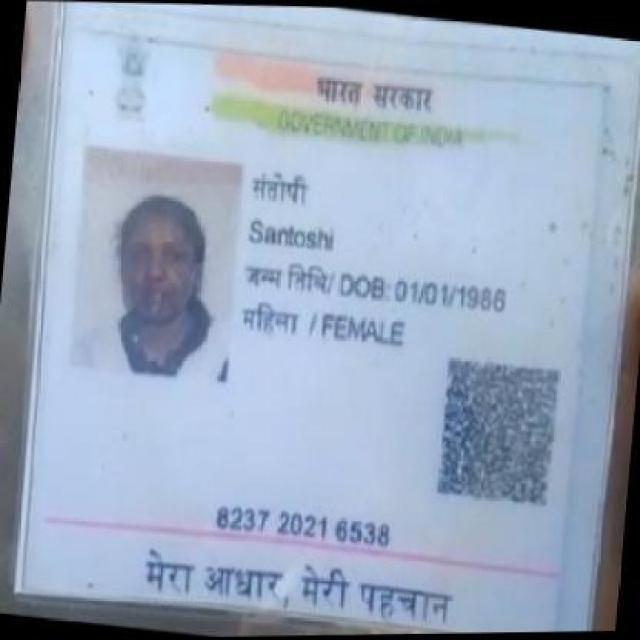 भारत सरकार
GOVERNMENT OF INDIA
संतोषी
Santoshi
जन्म तिथि/ DOB: 01/01/1986
महिला / FEMALE
8237 2021 6538
मेरा आधार, मेरी पहचान